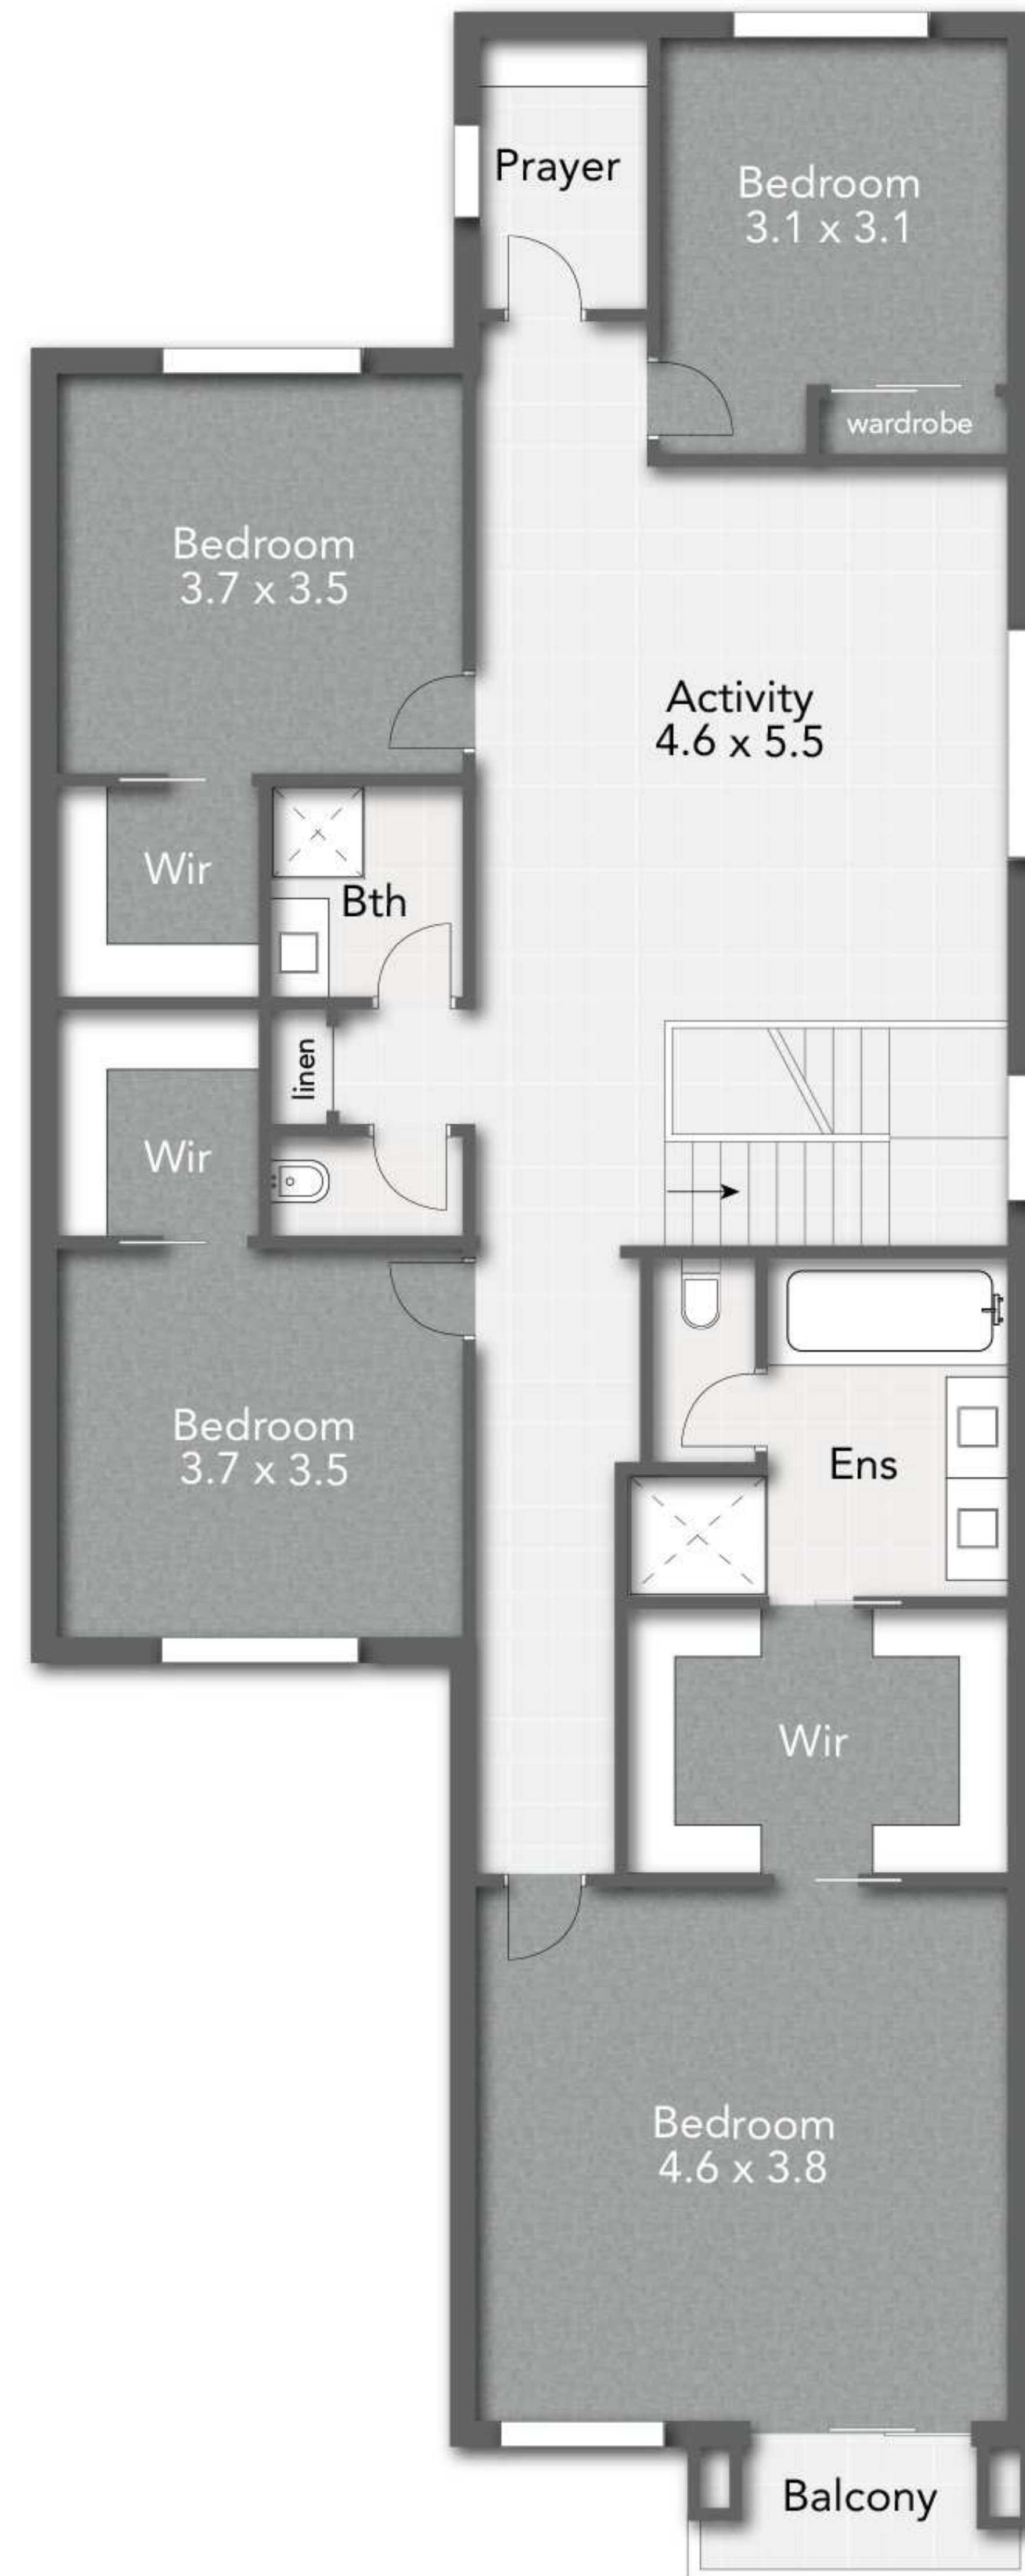 Prayer
Bedroom
3.1 x 3.1
wardrobe
Bedroom
3.7 x 3.5
Activity
4.6 x 5.5
Wir
Bth
linen
Wir
Bedroom
3.7 x 3.5
Ens
Wir
Bedroom
4.6 x 3.8
Balcony